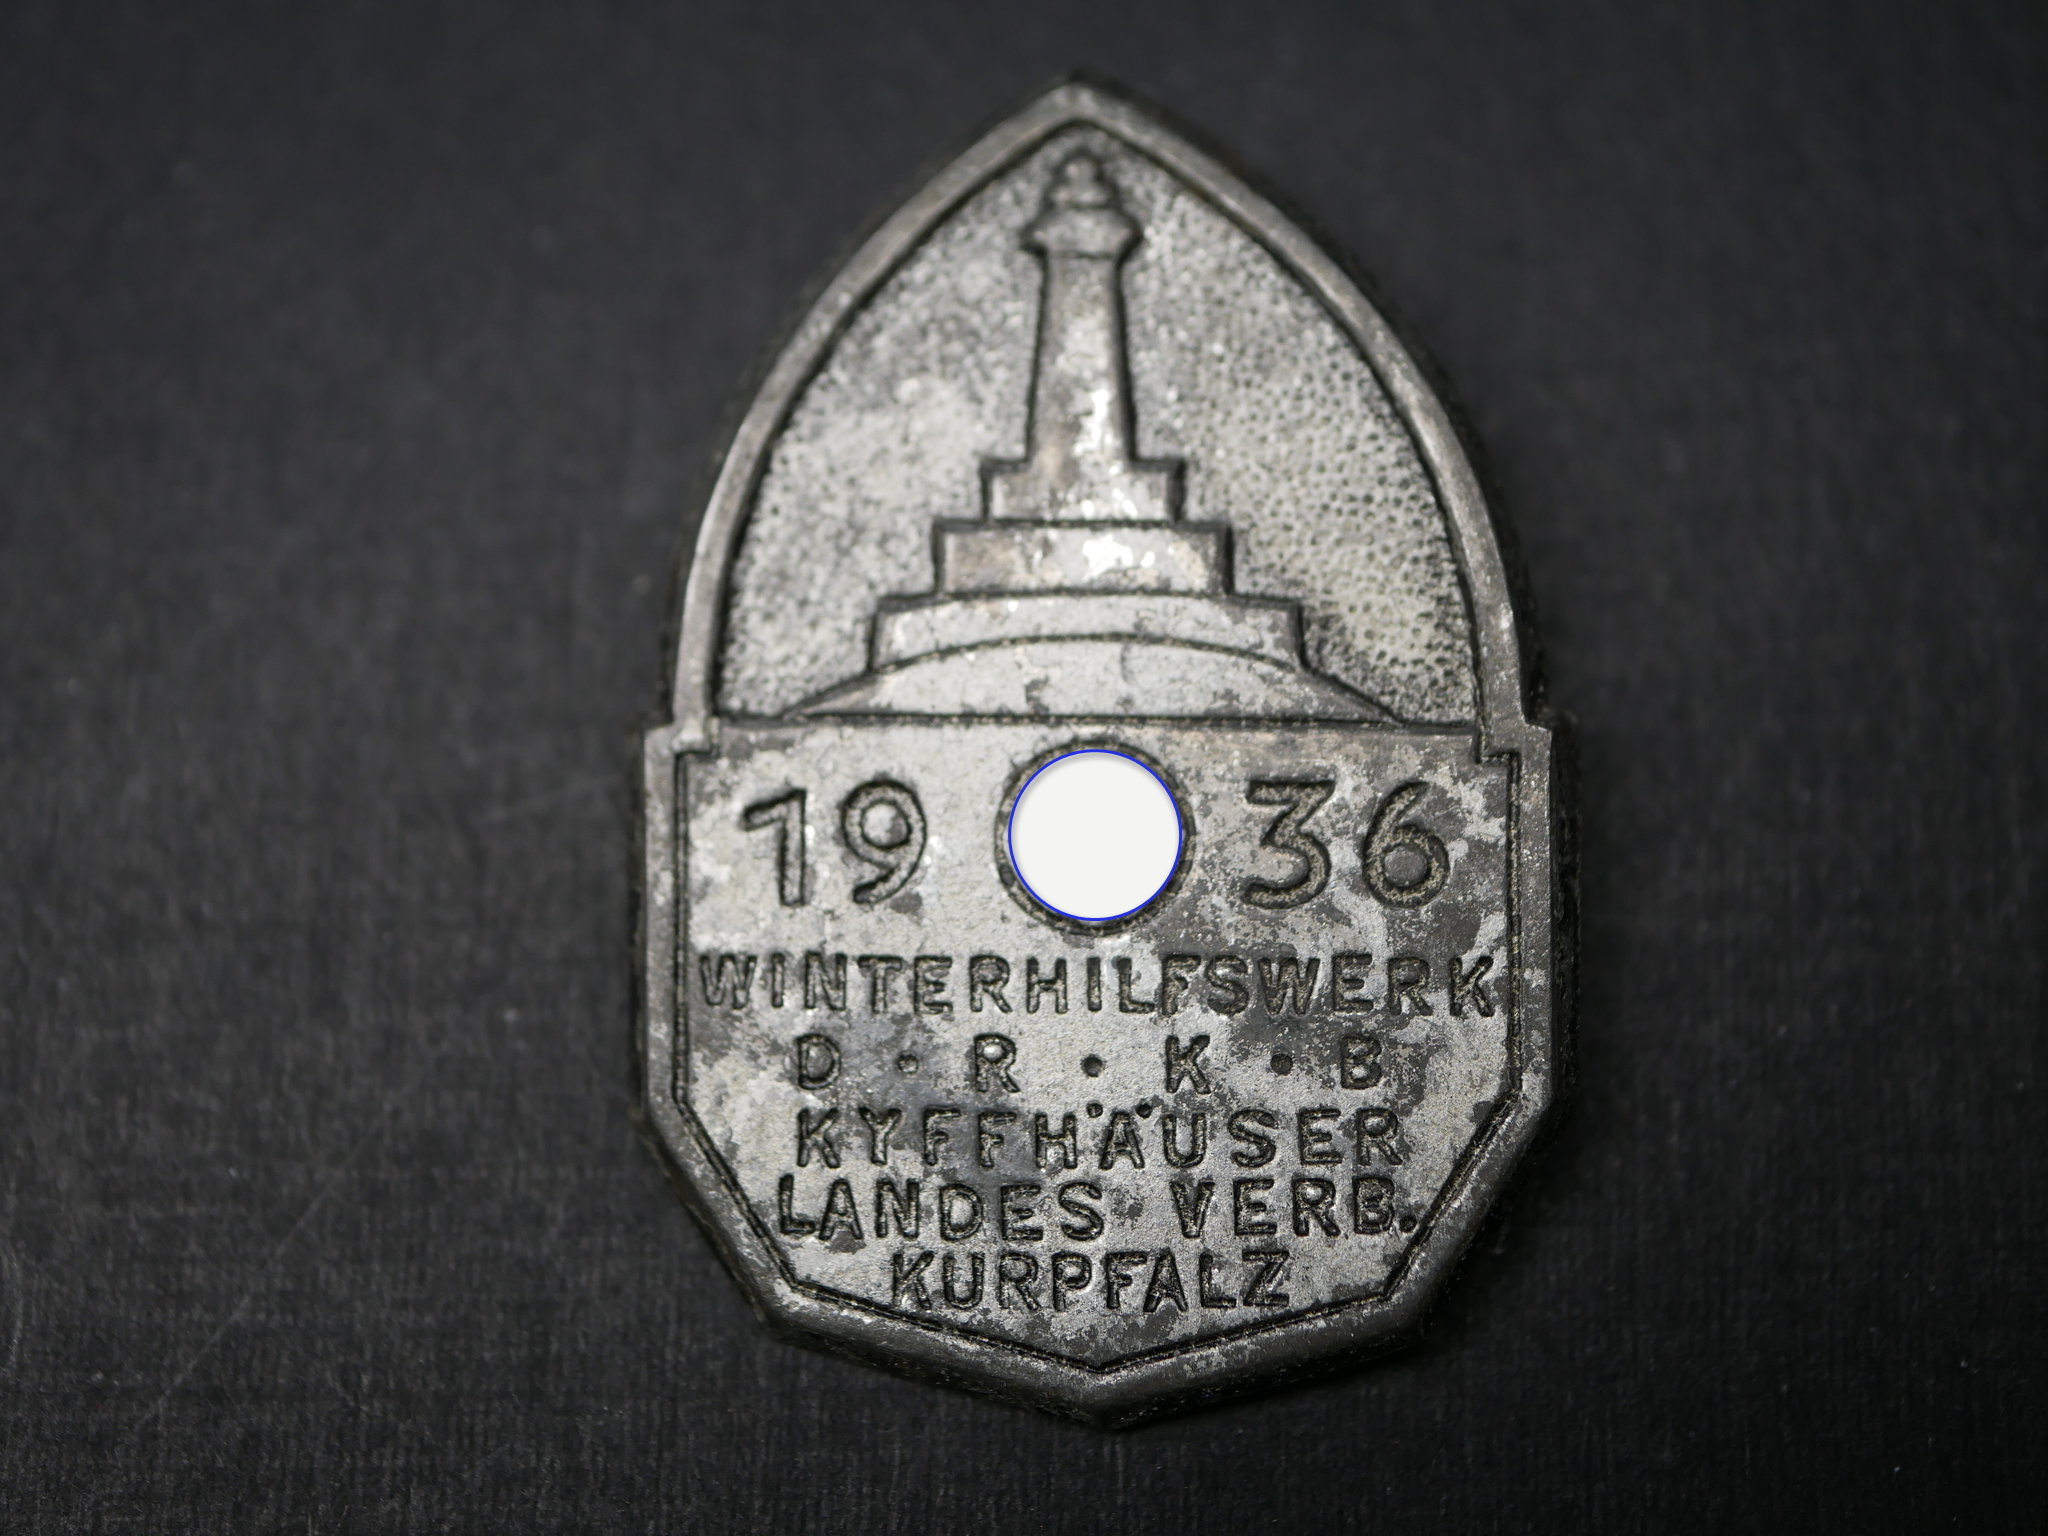 19 36
WINTERHILFSWERK
D · R · K · B
KYFFHÄUSER
LANDES VERB.
KURPFALZ